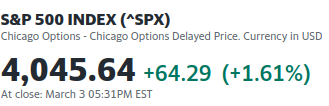 S&P 500 INDEX (^SPX)
Chicago Options - Chicago Options Delayed Price. Currency in USD
4,045.64 +64.29 (+1.61%)
At close: March 3 05:31PM EST